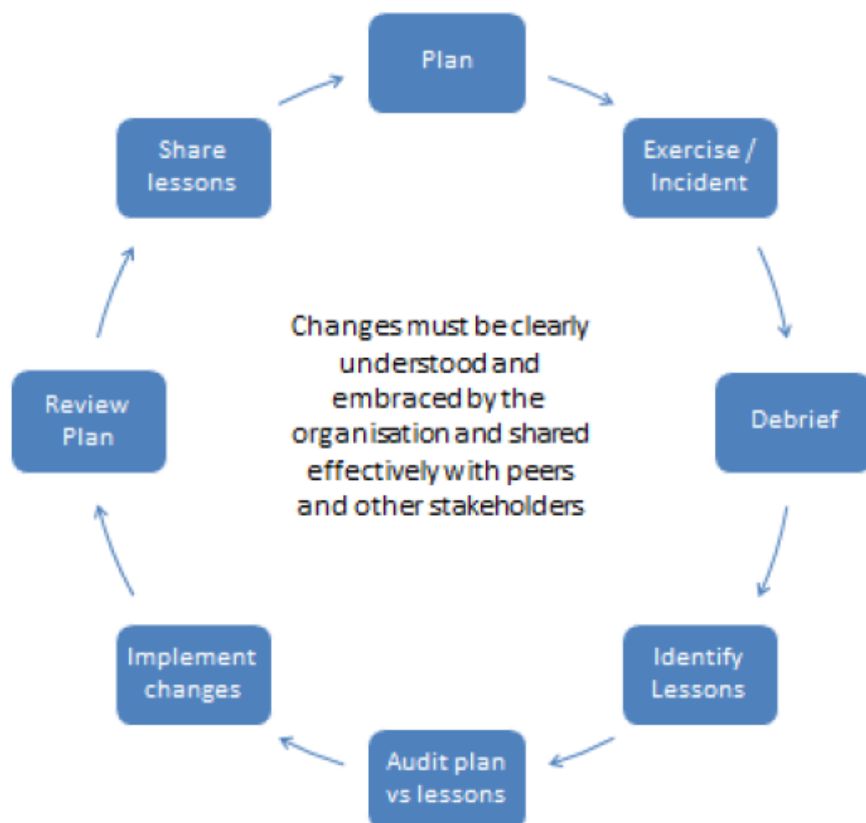 Plan
Exercise /
Incident
Debrief
Identify
Lessons
Audit plan
vs lessons
Implement
changes
Review
Plan
Share
lessons
Changes must be clearly
understood and
embraced by the
organisation and shared
effectively with peers
and other stakeholders